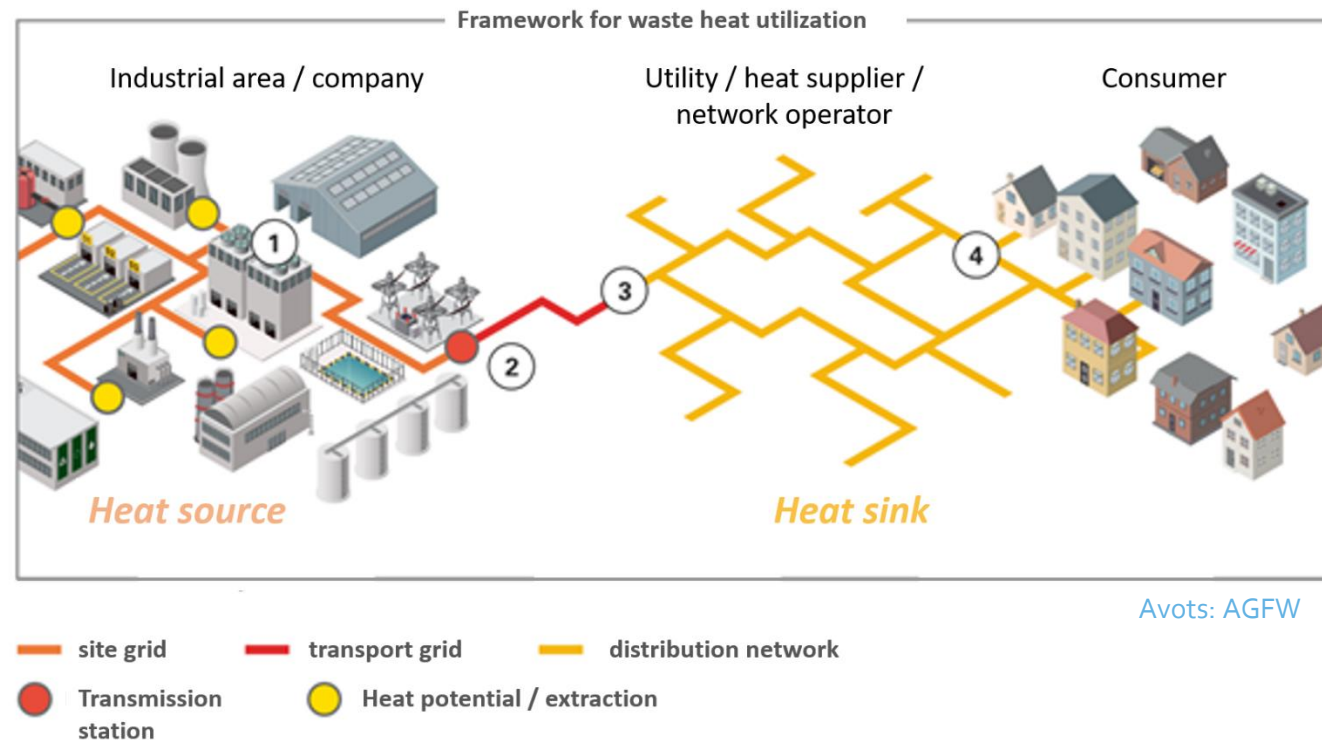 Framework for waste heat utilization
Industrial area / company
Utility / heat supplier /
network operator
Consumer
1
2
3
4
Heat source
Heat sink
Avots: AGFW
site grid
transport grid
distribution network
Transmission
station
Heat potential / extraction